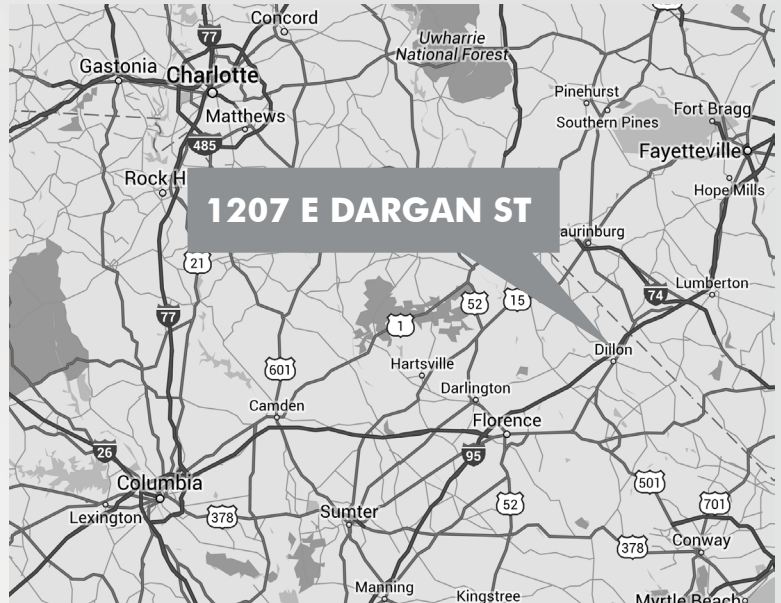 Concord
77
Uwharrie
National Forest
Gastonia
Charlotte
Pinehurst
Fort Bragg
Matthews
Southern Pines
485
Fayetteville
Rock H
Hope Mills
1207 E DARGAN ST
aurinburg
21
Lumberton
52
15
74
77
1
Dillon
601
Hartsville
Darlington
Camden
Florence
26
95
Columbia
501
52
701
Lexington
378
Sumter
378
Conway
Manning
Kingstree
Myrtle Beach